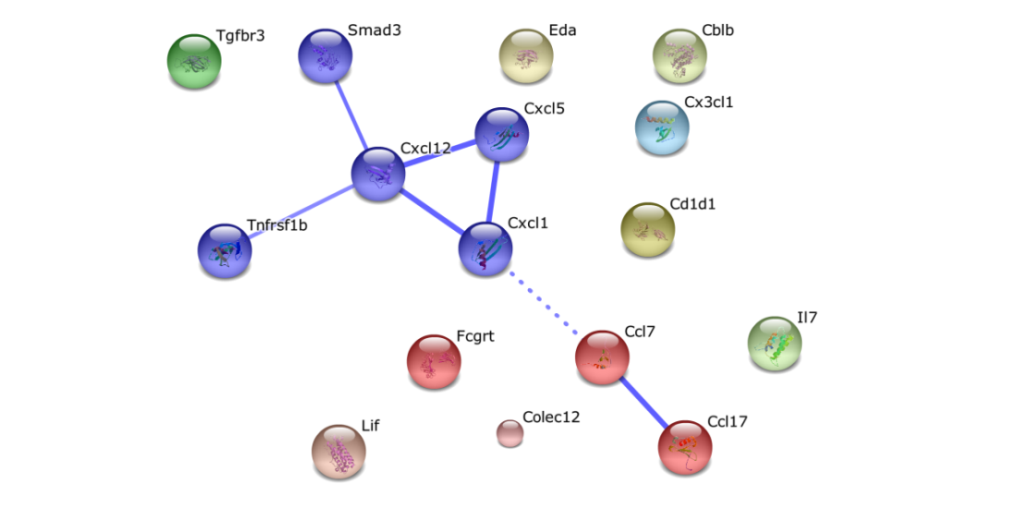 Tgfbr3
Smad3
Eda
Cblb
Cxcl5
Cx3cl1
Cxcl12
Cd1d1
Tnfrsf1b
Cxcl1
Il7
Fcgrt
Ccl7
Lif
Colec12
Ccl17